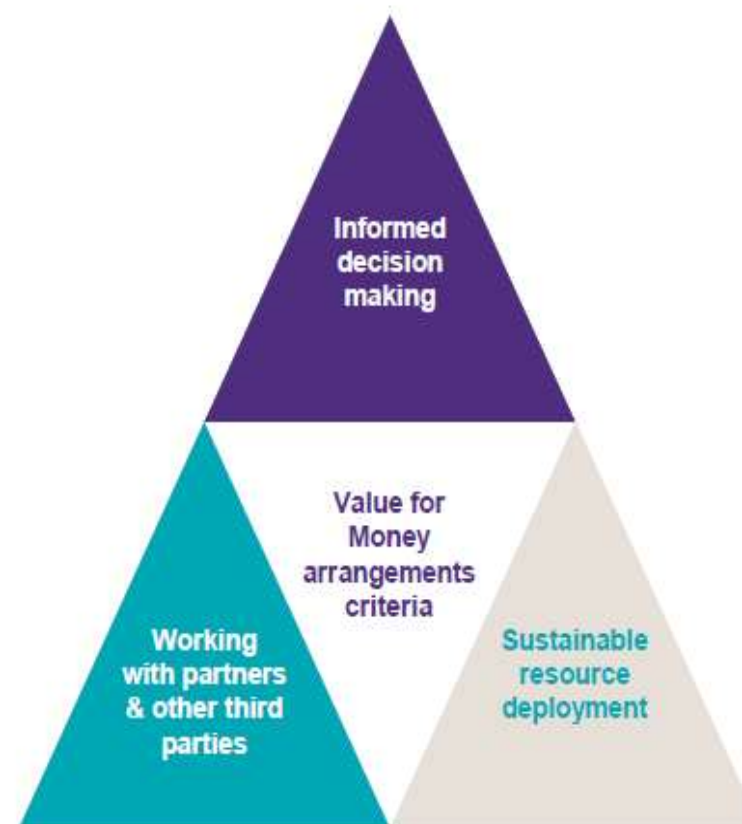 Informed
decision
making
Value for
Money
arrangements
criteria
Working
with partners
& other third
parties
Sustainable
resource
deployment